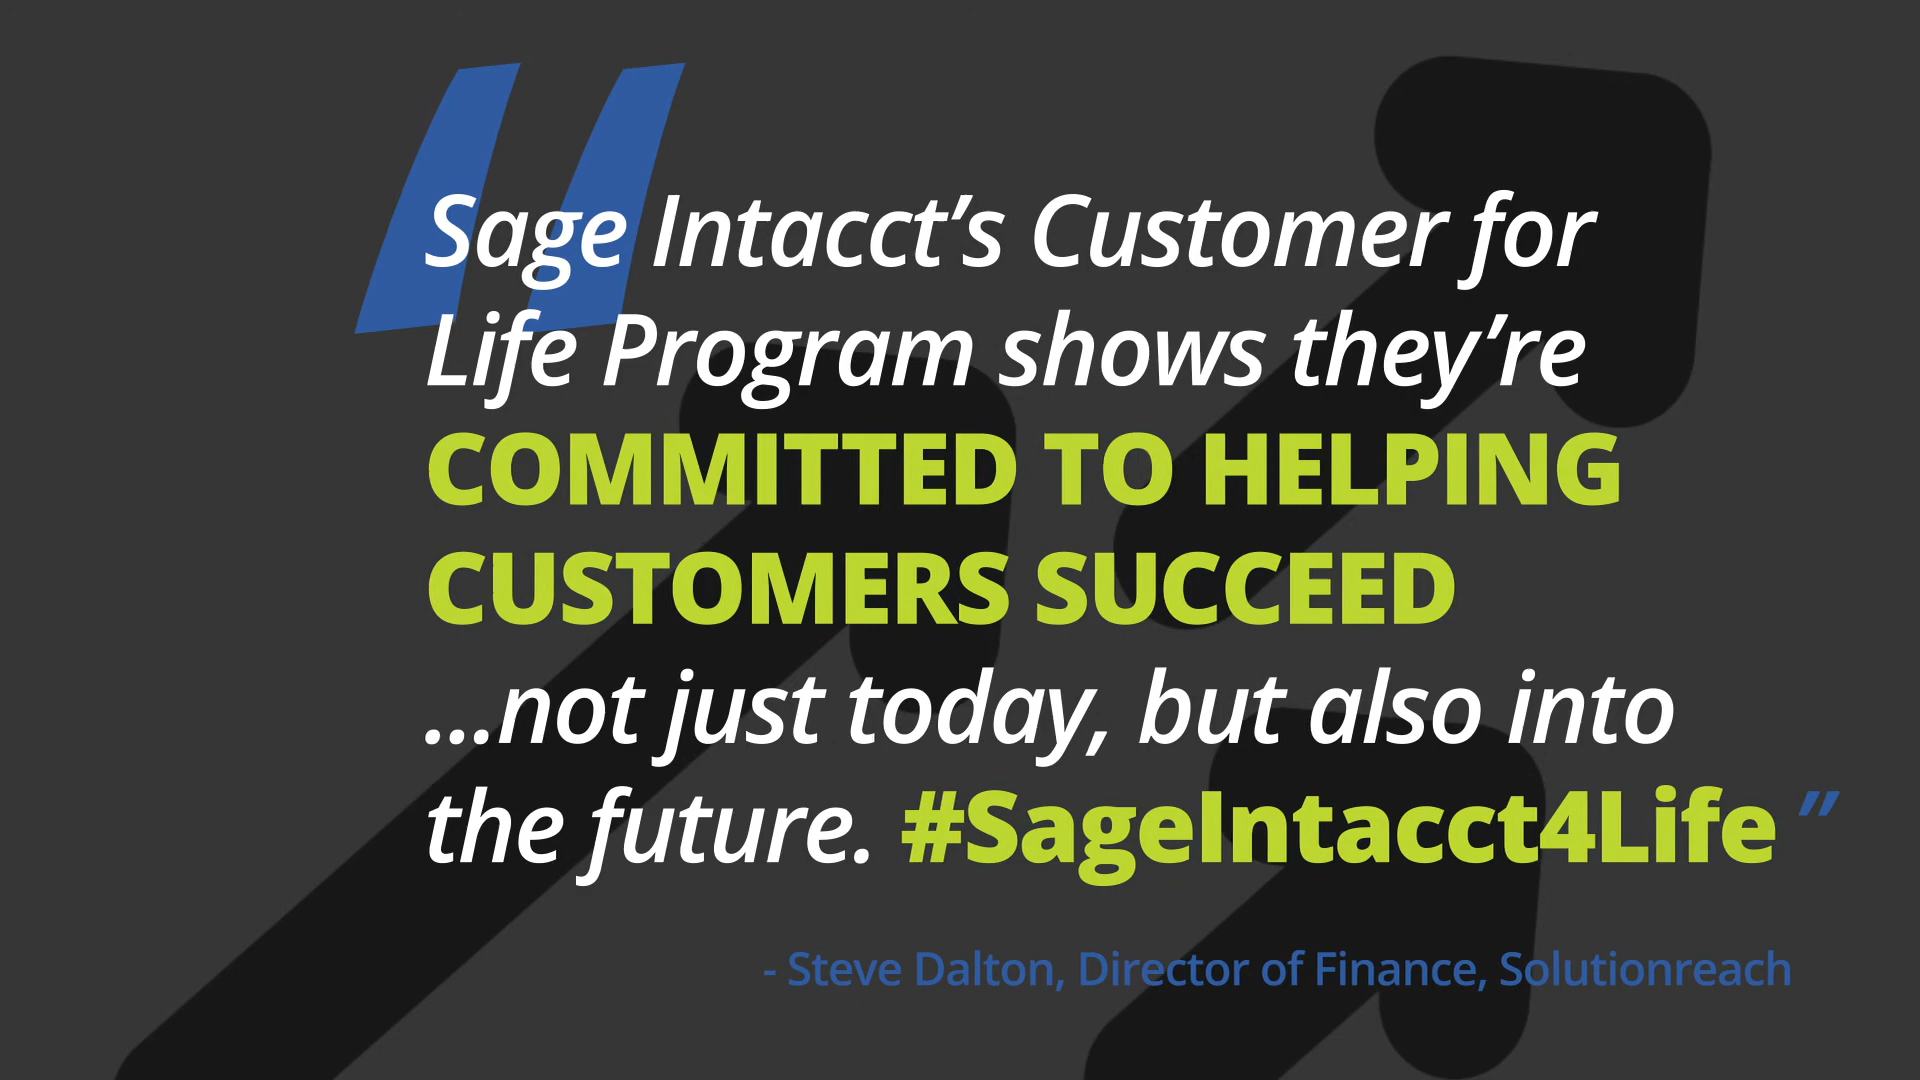 “
Sage Intacct’s Customer for
Life Program shows they’re
COMMITTED TO HELPING
CUSTOMERS SUCCEED
...not just today, but also into
the future. #SageIntacct4Life ”
- Steve Dalton, Director of Finance, Solutionreach